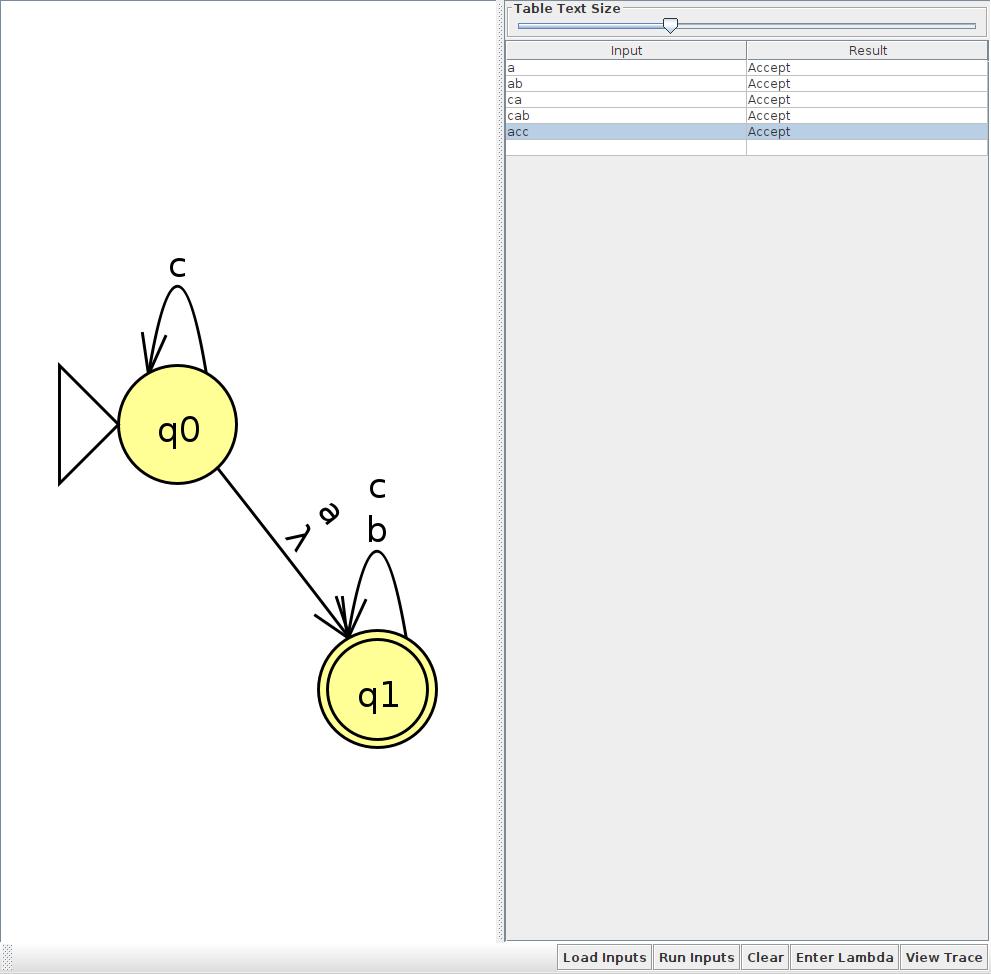 Table Text Size
Input Result
a Accept
ab Accept
ca Accept
cab Accept
acc Accept
c
q0
a
λ
c
b
q1
Load Inputs Run Inputs Clear Enter Lambda View Trace